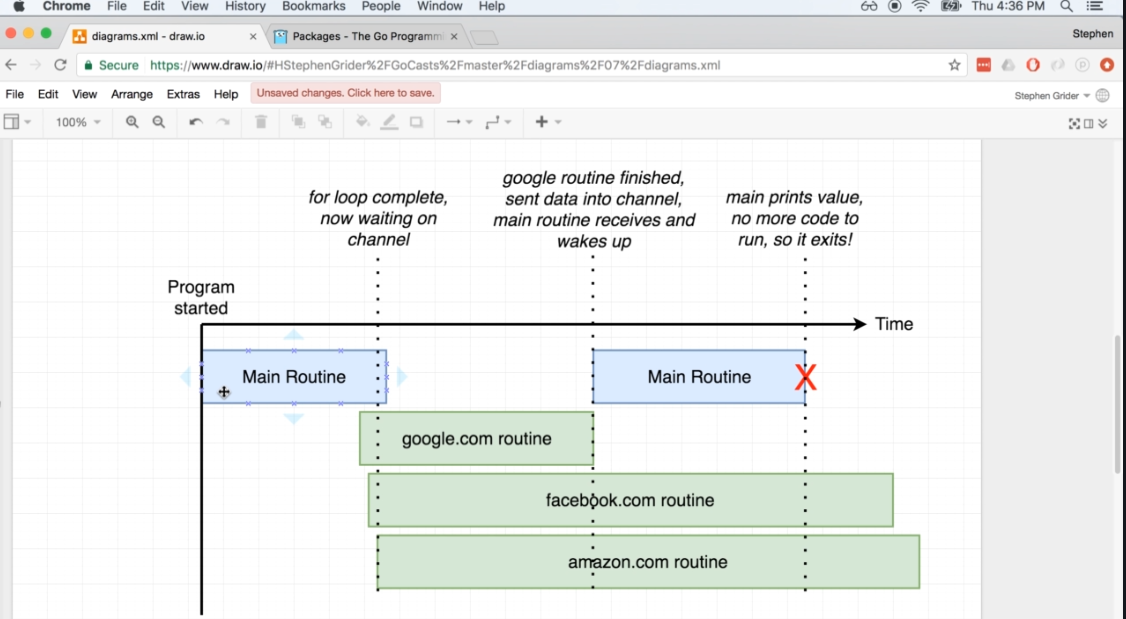 Chrome File Edit View History Bookmarks People Window Help Thu 4:36 PM
diagrams.xml - draw.io Packages - The Go Programmi Stephen
Secure https://www.draw.io/#HStephenGrider%2FGoCasts%2Fmaster%2Fdiagrams%2F07%2Fdiagrams.xml
File Edit View Arrange Extras Help Unsaved changes. Click here to save. Stephen Grider
100%
for loop complete,
now waiting on
channel
google routine finished,
sent data into channel,
main routine receives and
wakes up
main prints value,
no more code to
run, so it exits!
Program
started
Time
Main Routine
Main Routine
X
google.com routine
facebook.com routine
amazon.com routine